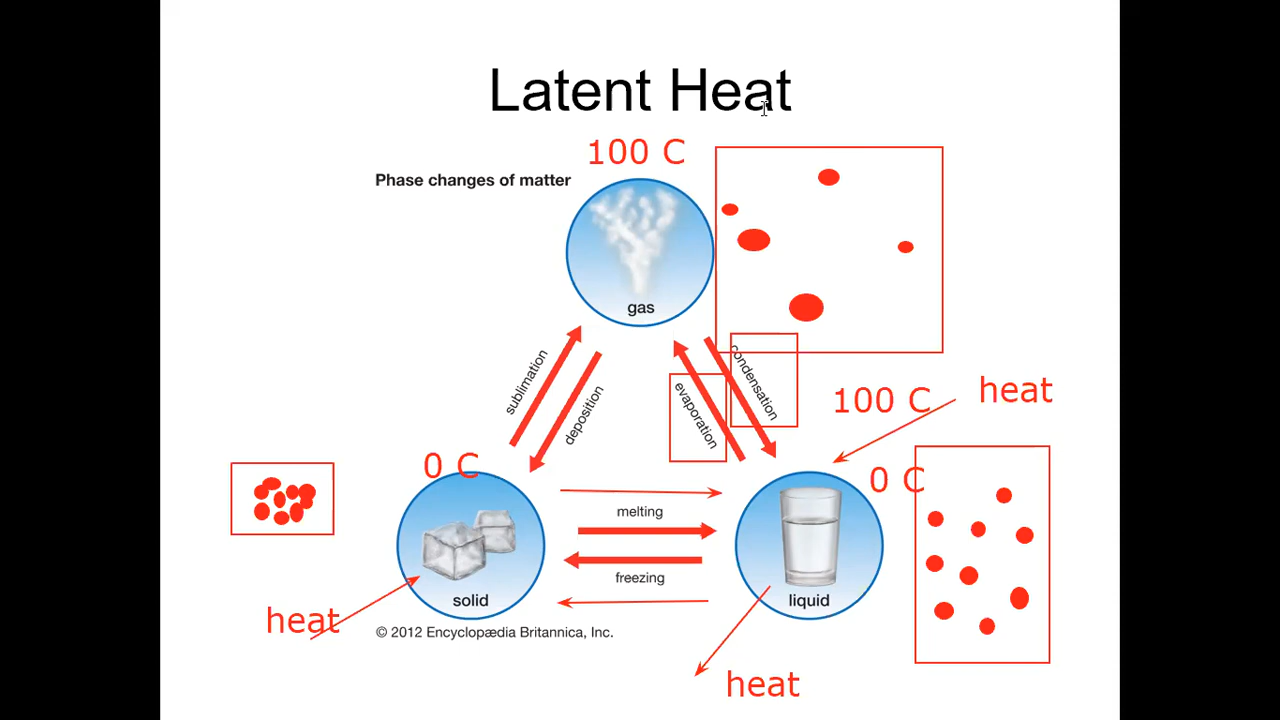 Latent Heat
100 C
Phase changes of matter
gas
sublimation
deposition
evaporation
condensation
100 C
heat
0 C
0 C
melting
freezing
solid
liquid
heat
© 2012 Encyclopædia Britannica, Inc.
heat